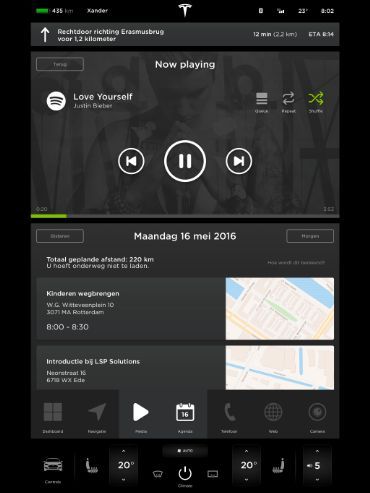 435 km Xander 23° 8:02
Rechtdoor richting Erasmusbrug
voor 1,2 kilometer
12 min (2,2 km) ETA 8:14
Terug Now playing
Love Yourself
Justin Bieber
Queue Repeat Shuffle
0:20 3:52
Gisteren Maandag 16 mei 2016 Morgen
Totaal geplande afstand: 220 km
U hoeft onderweg niet te laden.
Hoe wordt dit berekend?
Kinderen wegbrengen
W.G. Witteveenplein 10
3071 MA Rotterdam
8:00 - 8:30
Introductie bij LSP Solutions
Neonstraat 16
6718 WX Ede
16
Dashboard Navigatie Media Agenda Telefoon Web Camera
AUTO
20° 20° 5
Controls Climate